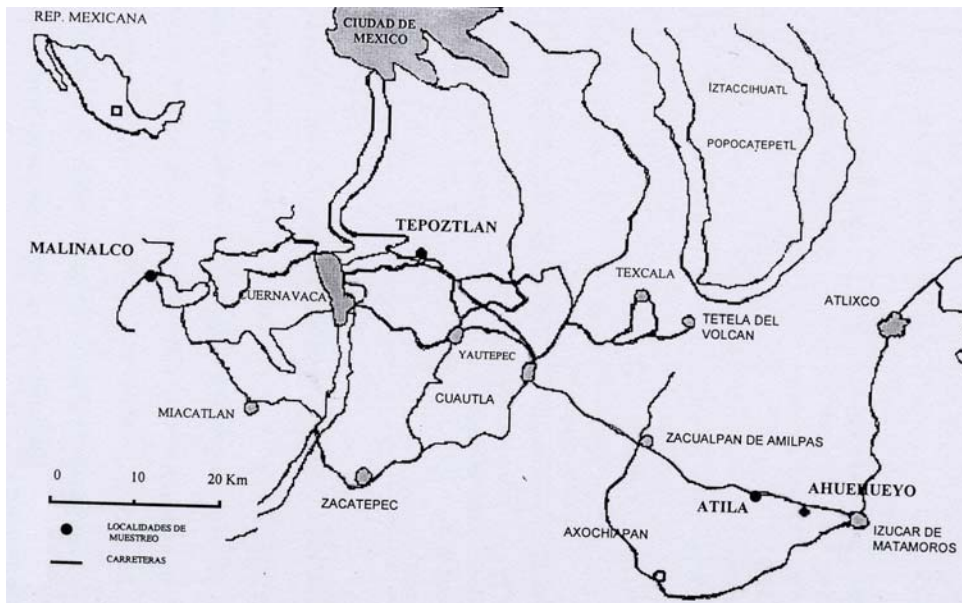 REP. MEXICANA
CIUDAD DE
MEXICO
IZTACCIHUATL
POPOCATEPETL
TEPOZTLAN
MALINALCO
TEXCALA
CUERNAVACA
ATLIXCO
TETELA DEL
VOLCAN
YAUTEPEC
CUAUTLA
MIACATLAN
ZACUALPAN DE AMILPAS
0 10 20 Km
ZACATEPEC
AHUEHUEYO
ATILA
LOCALIDADES DE
MUESTREO
AXOCHIAPAN
IZUCAR DE
MATAMOROS
CARRETERAS